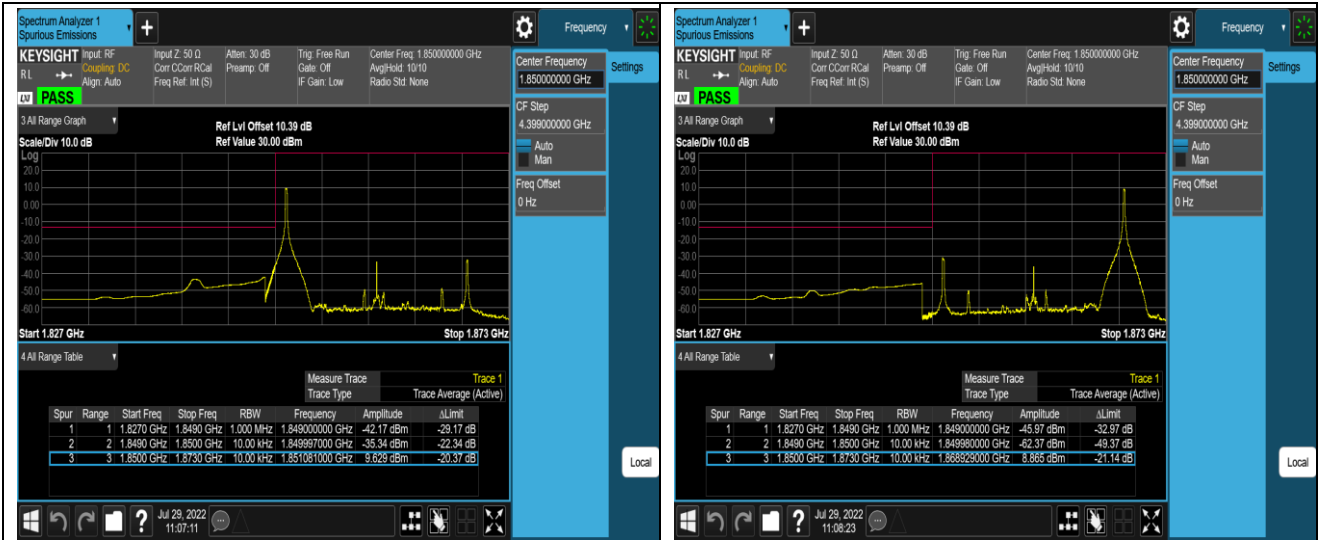 Spectrum Analyzer 1
Spurious Emissions
+
Frequency
KEYSIGHT Input: RF Input Z: 50 Ω Atten: 30 dB Trig: Free Run Center Freq: 1.850000000 GHz
RL Coupling: DC Corr CCorr RCal Preamp: Off Gate: Off Avg|Hold: 10/10
Align: Auto Freq Ref: Int (S) IF Gain: Low Radio Std: None
LXI PASS
Center Frequency
1.850000000 GHz
Settings
CF Step
4.399000000 GHz
Auto
Man
Freq Offset
0 Hz
Local
3 All Range Graph
Ref Lvl Offset 10.39 dB
Scale/Div 10.0 dB Ref Value 30.00 dBm
Log
20.0
10.0
0.00
-10.0
-20.0
-30.0
-40.0
-50.0
-60.0
Start 1.827 GHz Stop 1.873 GHz
4 All Range Table
Measure Trace Trace 1
Trace Type Trace Average (Active)
Spur Range Start Freq Stop Freq RBW Frequency Amplitude ΔLimit
1 1 1.8270 GHz 1.8490 GHz 1.000 MHz 1.849000000 GHz -42.17 dBm -29.17 dB
2 2 1.8490 GHz 1.8500 GHz 10.00 kHz 1.849997000 GHz -35.34 dBm -22.34 dB
3 3 1.8500 GHz 1.8730 GHz 10.00 kHz 1.851081000 GHz 9.629 dBm -20.37 dB
?
Jul 29, 2022
11:07:11
Spectrum Analyzer 1
Spurious Emissions
+
Frequency
KEYSIGHT Input: RF Input Z: 50 Ω Atten: 30 dB Trig: Free Run Center Freq: 1.850000000 GHz
RL Coupling: DC Corr CCorr RCal Preamp: Off Gate: Off Avg|Hold: 10/10
Align: Auto Freq Ref: Int (S) IF Gain: Low Radio Std: None
LXI PASS
Center Frequency
1.850000000 GHz
Settings
CF Step
4.399000000 GHz
Auto
Man
Freq Offset
0 Hz
Local
3 All Range Graph
Ref Lvl Offset 10.39 dB
Scale/Div 10.0 dB Ref Value 30.00 dBm
Log
20.0
10.0
0.00
-10.0
-20.0
-30.0
-40.0
-50.0
-60.0
Start 1.827 GHz Stop 1.873 GHz
4 All Range Table
Measure Trace Trace 1
Trace Type Trace Average (Active)
Spur Range Start Freq Stop Freq RBW Frequency Amplitude ΔLimit
1 1 1.8270 GHz 1.8490 GHz 1.000 MHz 1.849000000 GHz -45.97 dBm -32.97 dB
2 2 1.8490 GHz 1.8500 GHz 10.00 kHz 1.849980000 GHz -62.37 dBm -49.37 dB
3 3 1.8500 GHz 1.8730 GHz 10.00 kHz 1.868929000 GHz 8.865 dBm -21.14 dB
?
Jul 29, 2022
11:08:23